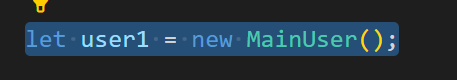 let user1 = new MainUser();